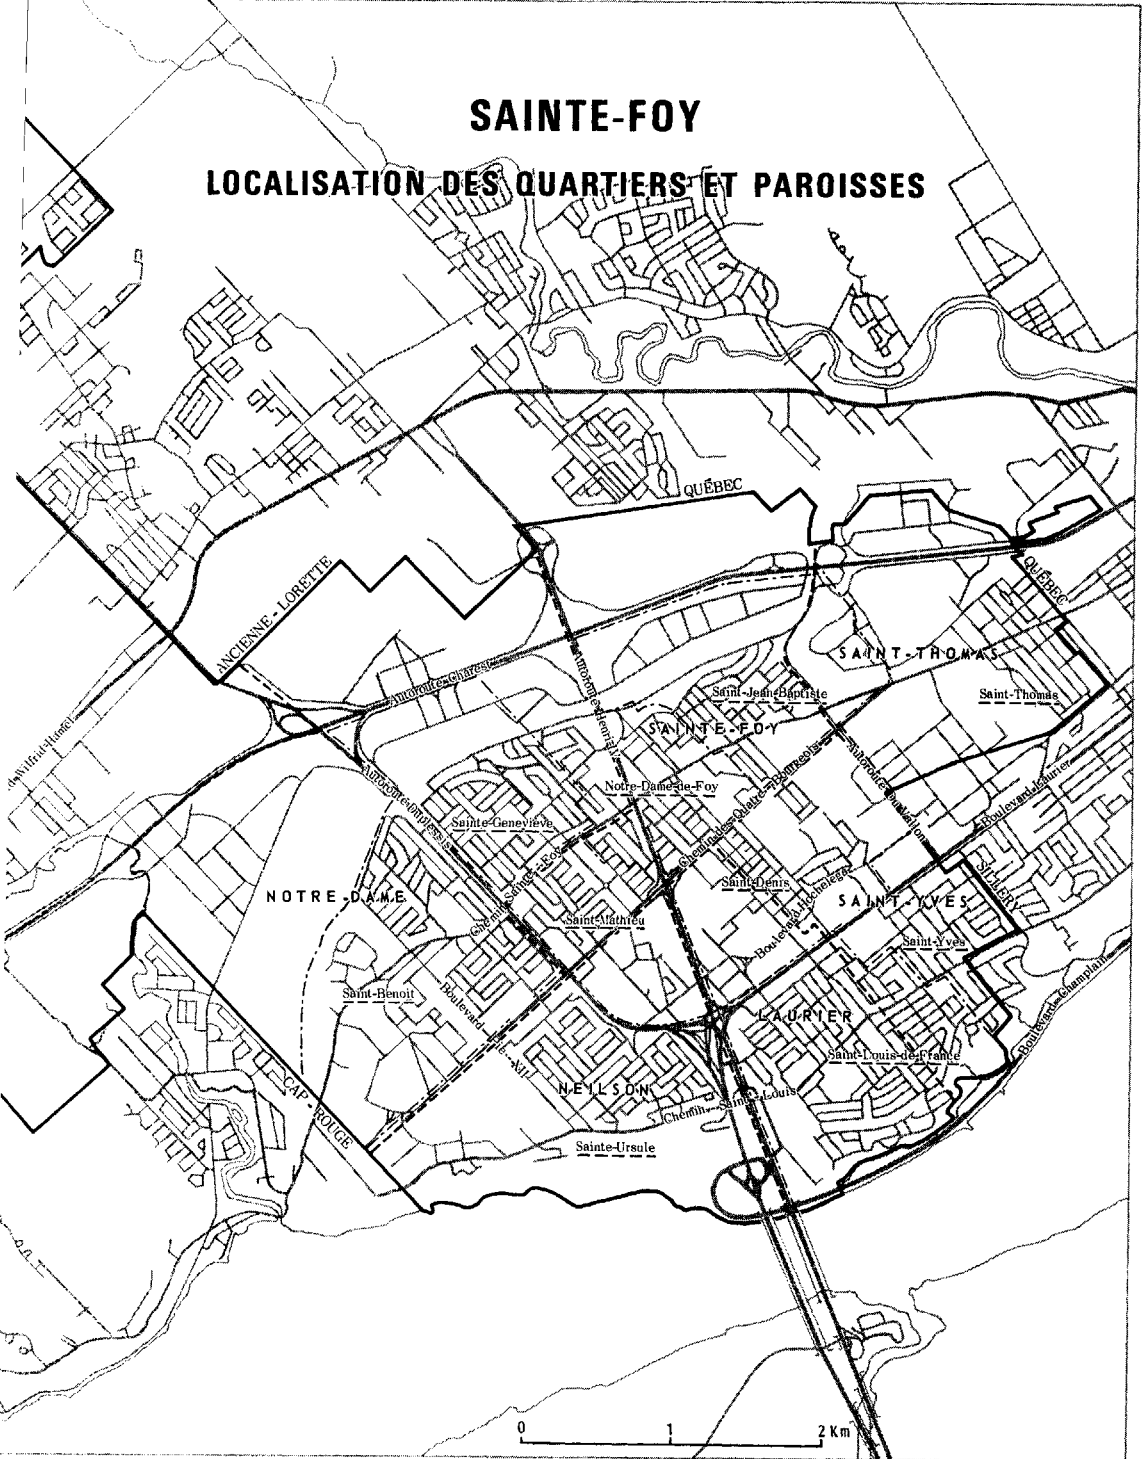 SAINTE-FOY
LOCALISATION DES QUARTIERS ET PAROISSES
QUÉBEC
QUÉBEC
ANCIENNE-LORETTE
SAINT-THOMAS
Autoroute Charest
Saint-Jean-Baptiste
Saint-Thomas
SAINTE-FOY
Autoroute Henri IV
Notre-Dame-de-Foy
Autoroute Duplessis
Sainte-Geneviève
Chemin des Quatre-Bourgeois
Autoroute Du Vallon
Boulevard Laurier
Chemin Sainte-Foy
NOTRE-DAME
Saint-Denis
SAINT-YVES
SILLERY
Saint-Mathieu
Boulevard Hochelega
Saint-Yves
Saint-Benoit
Boulevard
LAURIER
Boulevard Champlain
Saint-Louis-de-France
CAP-ROUGE
NEILSON
Chemin Saint-Louis
Sainte-Ursule
0 1 2 Km